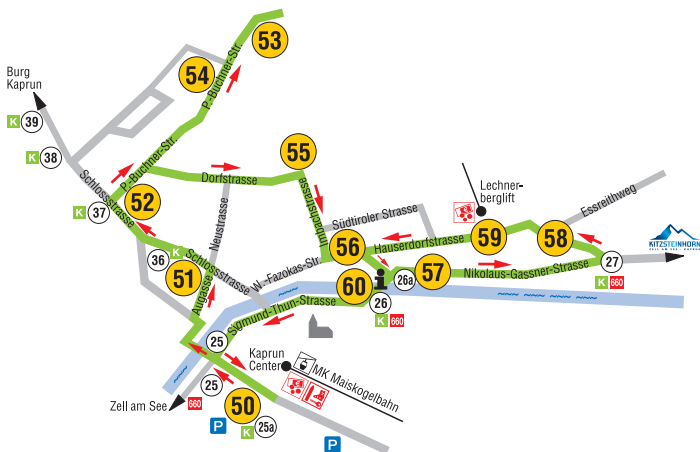 53
P.-Buchner-Str.
54
Burg
Kaprun
K 39
K 38
P.-Buchner-Str.
55
Dorfstrasse
Schlossstrasse
52
K 37
Imbachstrasse
Neustrasse
Südtiroler Strasse
Lechner-
berglift
Essreithweg
K
36
51
Schlossstrasse
W.-Fazokas-Str.
56
Hauserdorfstrasse
59
58
KITZSTEINHORN
57
Nikolaus-Gassner-Strasse
27
K 660
Augasse
60
i
26a
26
K 660
Sigmund-Thun-Strasse
25
Kaprun
Center
MK Maiskogelbahn
25
660
Zell am See
50
P
K 25a
P